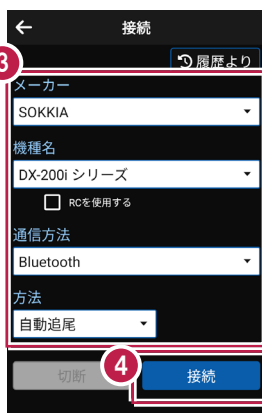 接続
履歴より
3
メーカー
SOKKIA
機種名
DX-200i シリーズ
RCを使用する
通信方法
Bluetooth
方法
自動追尾
切断
4
接続